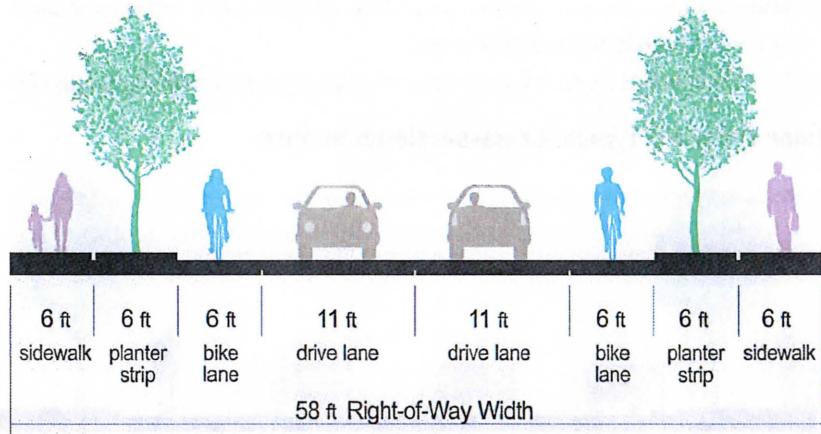 6 ft 6 ft 6 ft 11 ft 11 ft 6 ft 6 ft 6 ft
sidewalk planter strip bike lane drive lane drive lane bike lane planter strip sidewalk
58 ft Right-of-Way Width